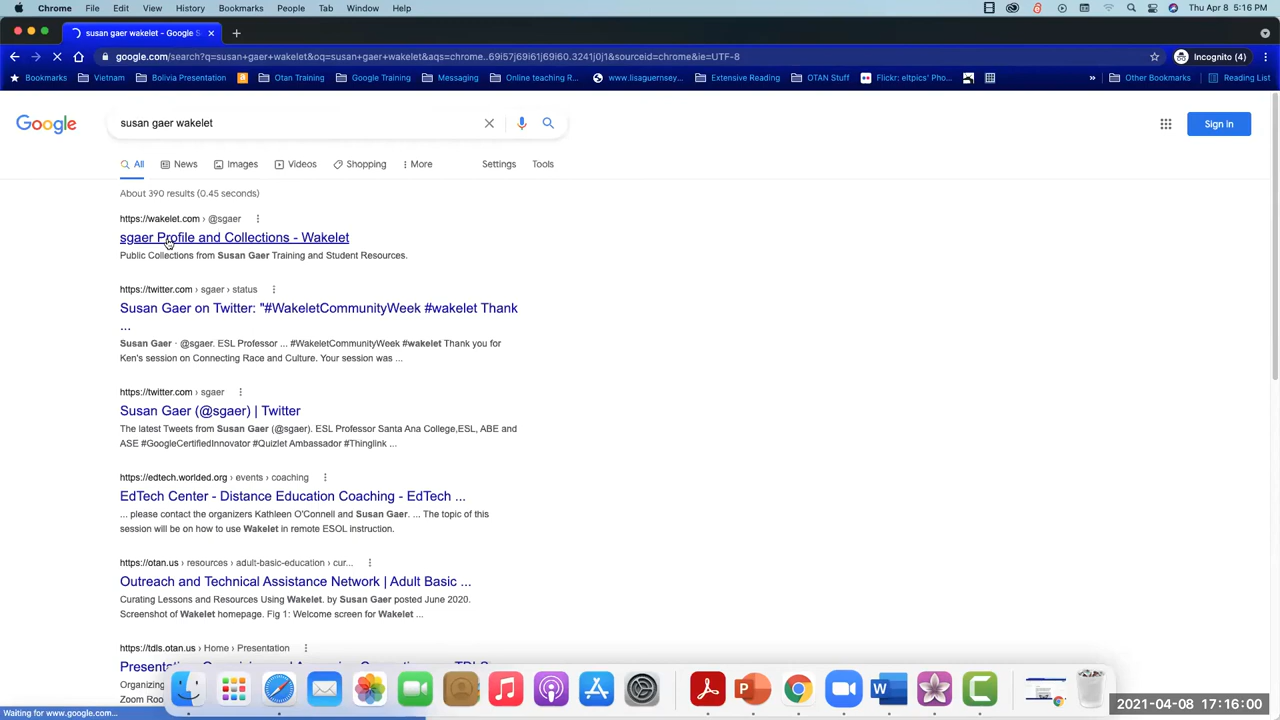 Chrome File Edit View History Bookmarks People Tab Window Help Thu Apr 8 5:16 PM
susan gaer wakelet - Google S
google.com/search?q=susan+gaer+wakelet&oq=susan+gaer+wakelet&aqs=chrome..69i57j69i61j69i60.3241j0j1&sourceid=chrome&ie=UTF-8 Incognito (4)
Bookmarks Vietnam Bolivia Presentation Otan Training Google Training Messaging Online teaching R... www.lisaguernsey... Extensive Reading OTAN Stuff Flickr: eltpics' Pho... » Other Bookmarks Reading List
Google susan gaer wakelet Sign in
All News Images Videos Shopping More Settings Tools
About 390 results (0.45 seconds)
https://wakelet.com › @sgaer
sgaer Profile and Collections - Wakelet
Public Collections from Susan Gaer Training and Student Resources.
https://twitter.com › sgaer › status
Susan Gaer on Twitter: "#WakeletCommunityWeek #wakelet Thank
...
Susan Gaer · @sgaer. ESL Professor ... #WakeletCommunityWeek #wakelet Thank you for
Ken's session on Connecting Race and Culture. Your session was ...
https://twitter.com › sgaer
Susan Gaer (@sgaer) | Twitter
The latest Tweets from Susan Gaer (@sgaer). ESL Professor Santa Ana College,ESL, ABE and
ASE #GoogleCertifiedInnovator #Quizlet Ambassador #Thinglink ...
https://edtech.worlded.org › events › coaching
EdTech Center - Distance Education Coaching - EdTech ...
... please contact the organizers Kathleen O'Connell and Susan Gaer. ... The topic of this
session will be on how to use Wakelet in remote ESOL instruction.
https://otan.us › resources › adult-basic-education › cur...
Outreach and Technical Assistance Network | Adult Basic ...
Curating Lessons and Resources Using Wakelet. by Susan Gaer posted June 2020.
Screenshot of Wakelet homepage. Fig 1: Welcome screen for Wakelet ...
https://tdls.otan.us › Home › Presentation
Organizing
Zoom Roo
Waiting for www.google.com...
2021-04-08 17:16:00